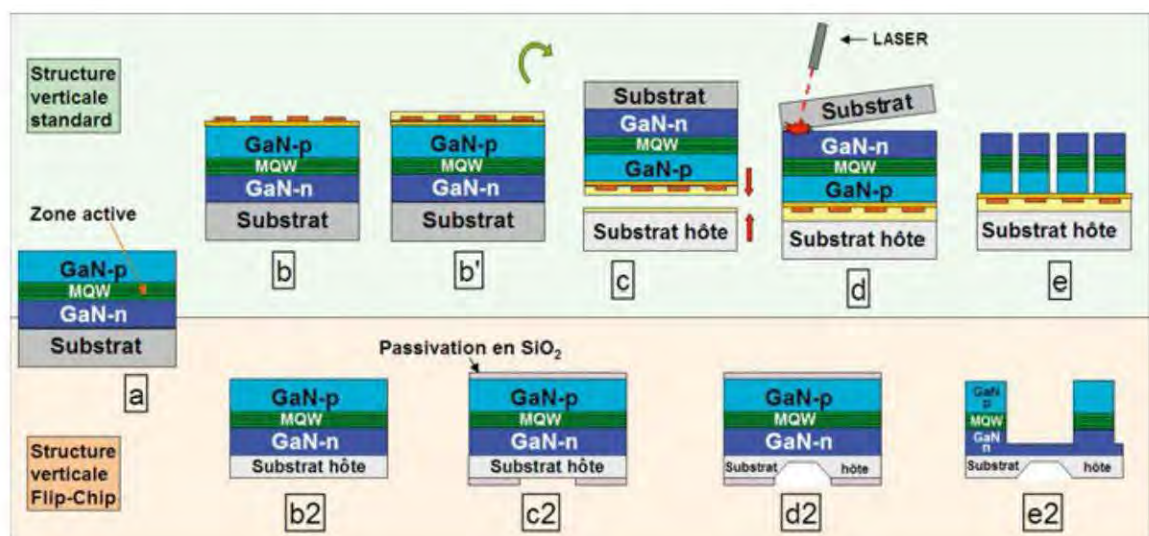 Structure
verticale
standard
LASER
GaN-p
MQW
GaN-n
Substrat
b
GaN-p
MQW
GaN-n
Substrat
b'
Substrat
GaN-n
MQW
GaN-p
Substrat hôte
c
Substrat
GaN-n
MQW
GaN-p
Substrat hôte
d
Substrat hôte
e
Zone active
GaN-p
MQW
GaN-n
Substrat
a
Structure
verticale
Flip-Chip
GaN-p
MQW
GaN-n
Substrat hôte
b2
Passivation en SiO₂
GaN-p
MQW
GaN-n
Substrat hôte
c2
GaN-p
MQW
GaN-n
Substrat hôte
d2
GaN
p
MQW
GaN
n
Substrat hôte
e2